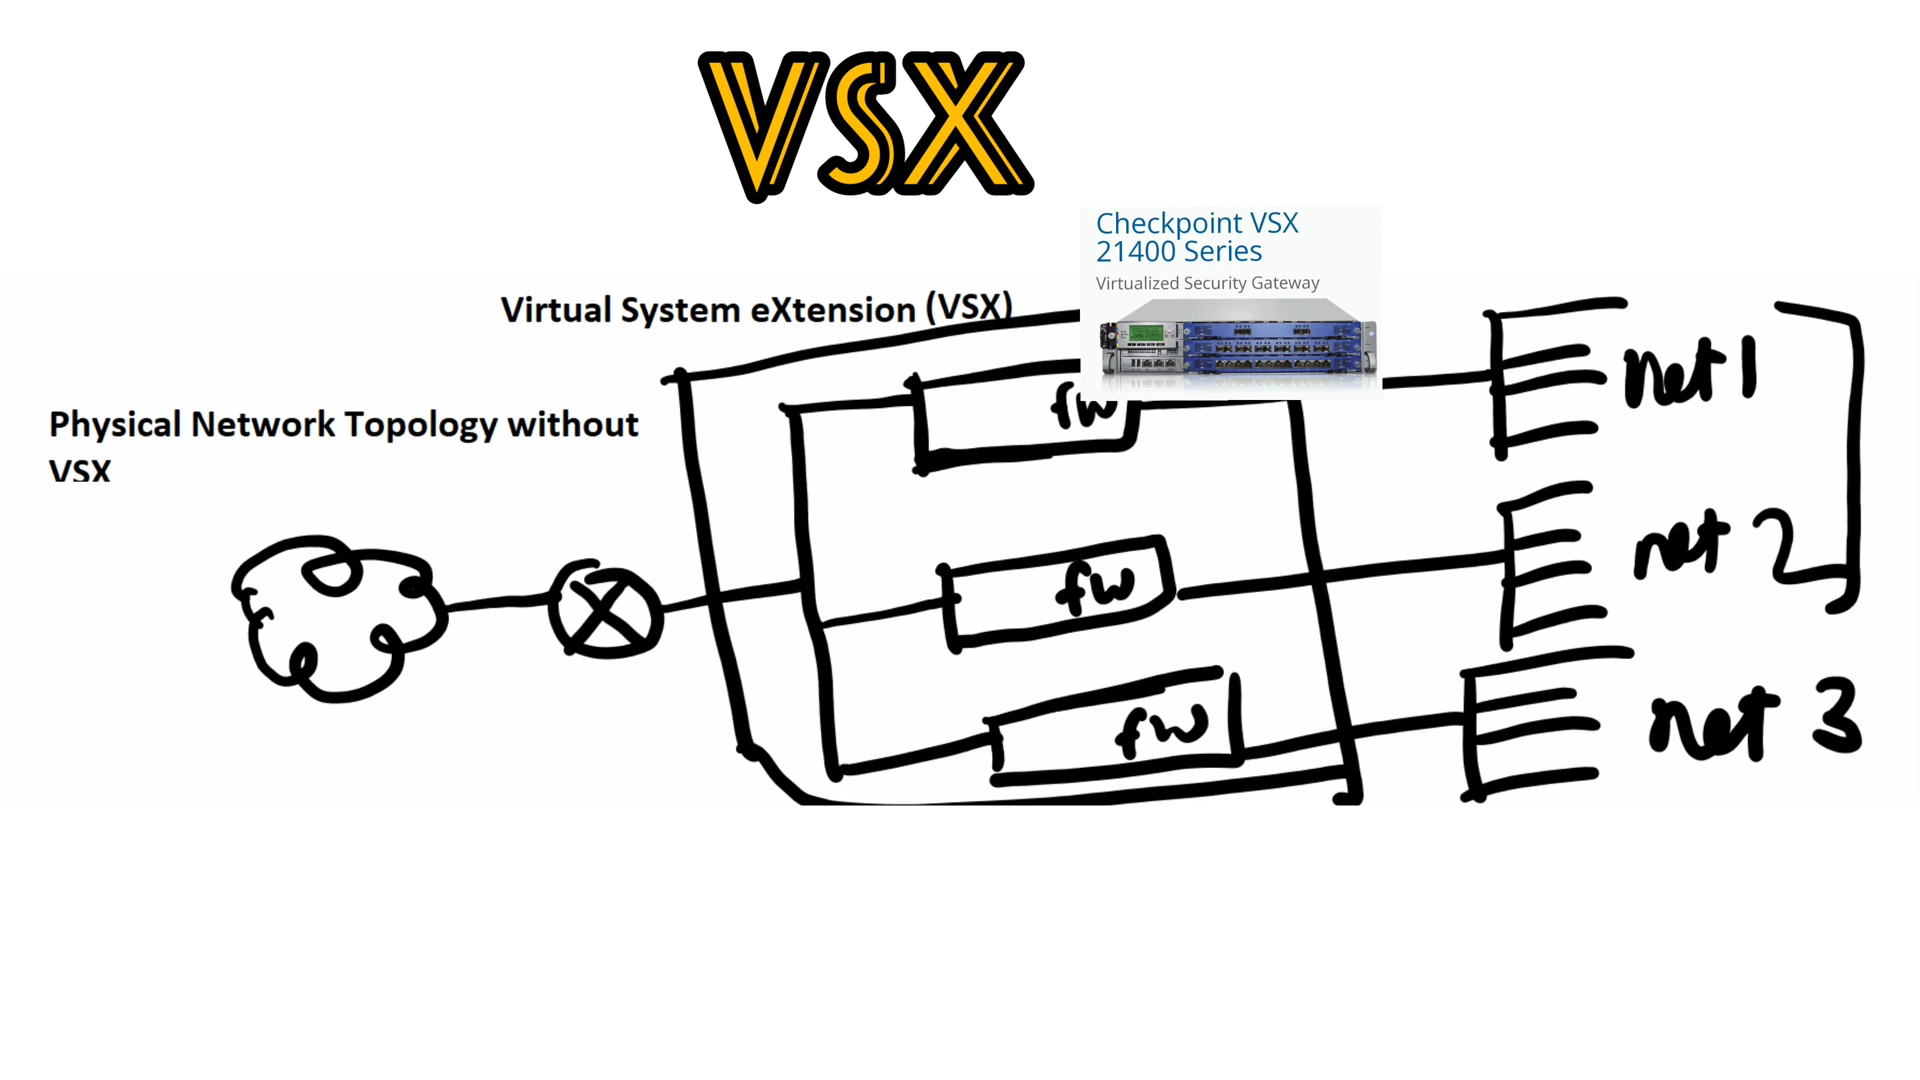 VSX
Checkpoint VSX
21400 Series
Virtualized Security Gateway
Virtual System eXtension (VSX)
Physical Network Topology without
VSX
fw
net 1
fw
net 2
fw
net 3